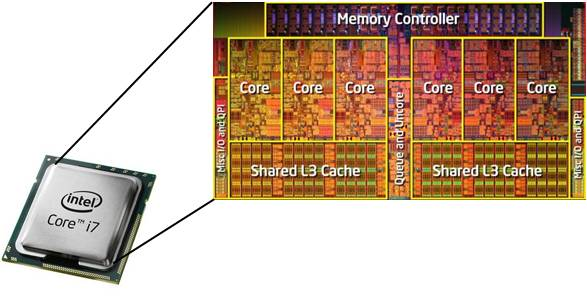 Memory Controller
Core
Core
Core
Core
Core
Core
Misc I/O and QPI
Queue and Uncore
Misc I/O and QPI
Shared L3 Cache
Shared L3 Cache
intel
Core™ i7